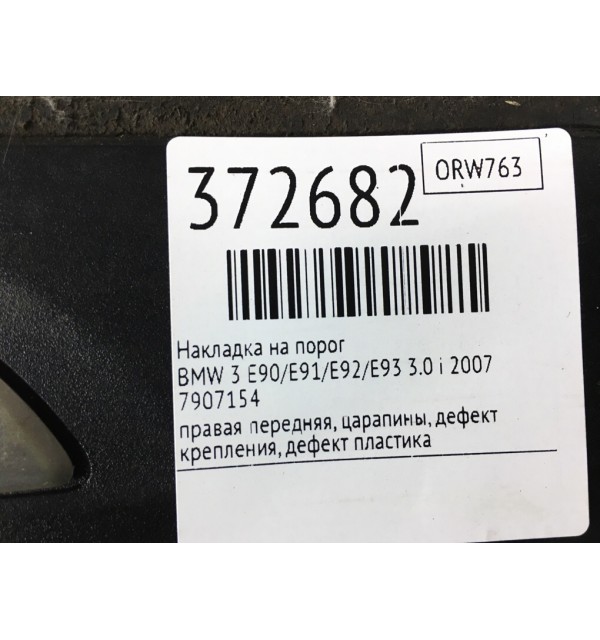 372682
ORW763
Накладка на порог
BMW 3 E90/E91/E92/E93 3.0 i 2007
7907154
правая передняя, царапины, дефект
крепления, дефект пластика